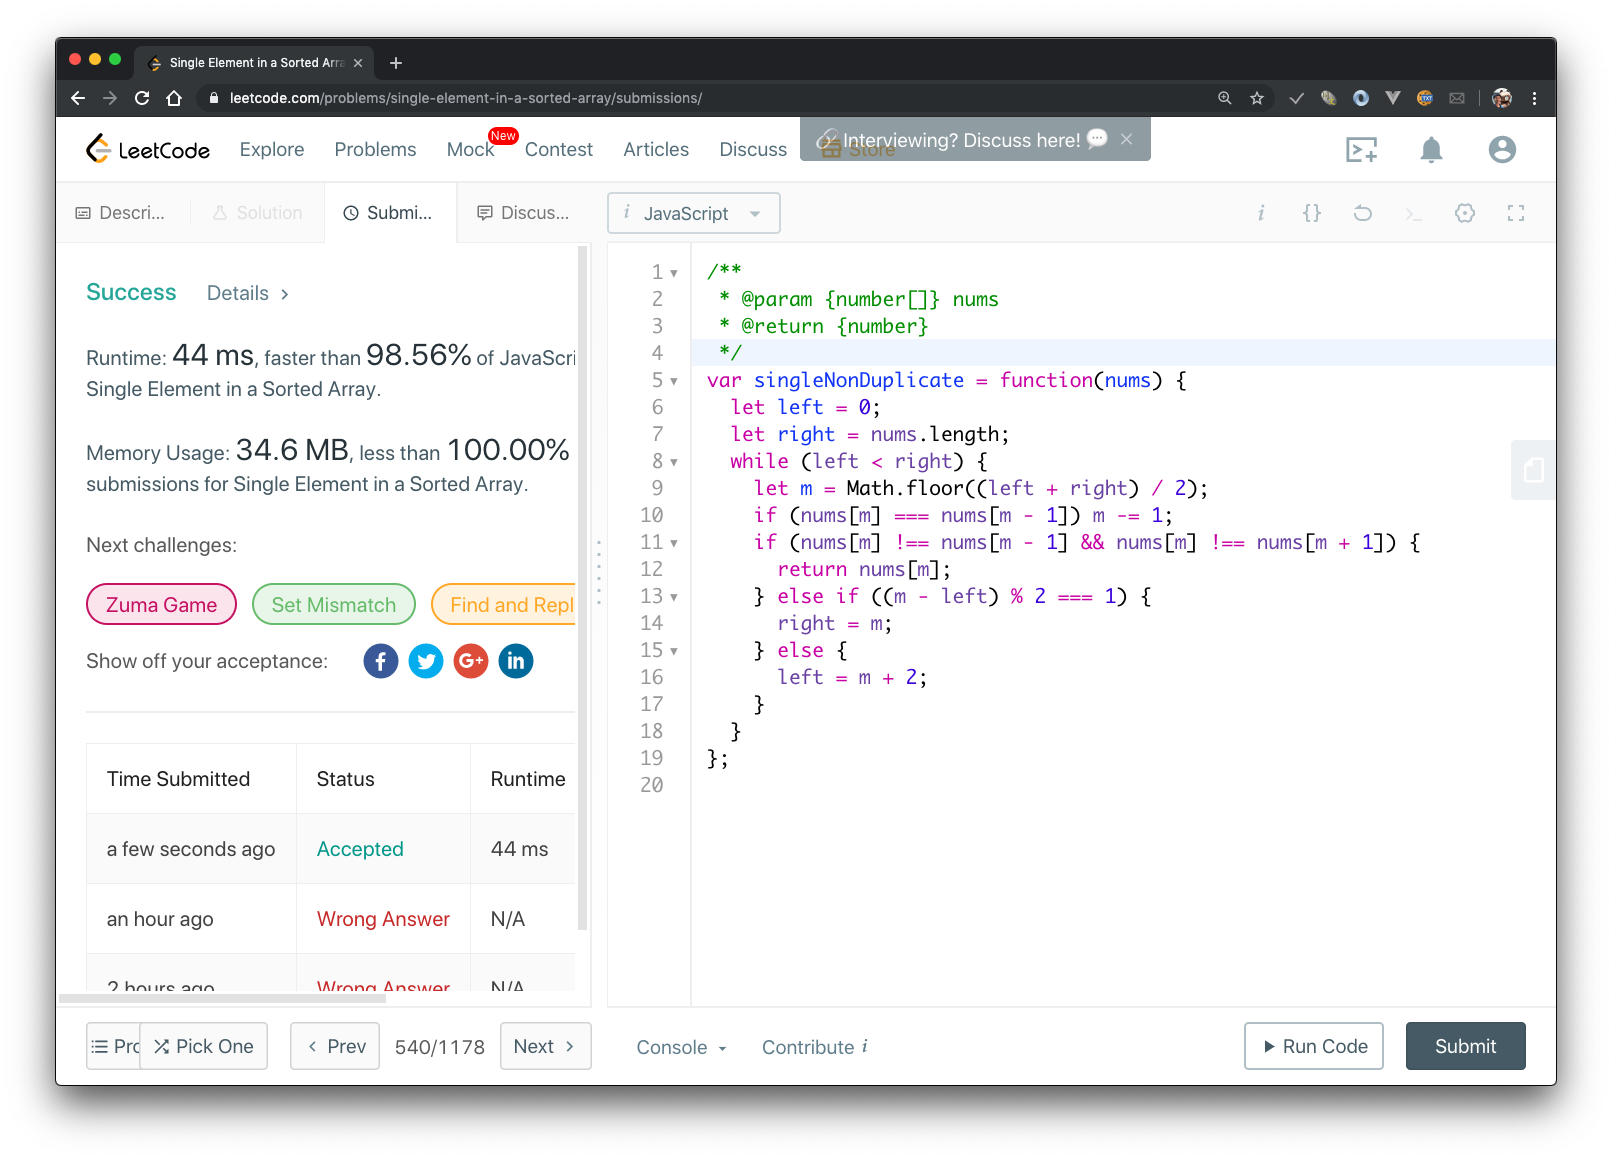 Single Element in a Sorted Arra
leetcode.com/problems/single-element-in-a-sorted-array/submissions/
LeetCode
Explore
Problems
Mock
New
Contest
Articles
Discuss
Store
Interviewing? Discuss here!
Descri...
Solution
Submi...
Discus...
i JavaScript
Success
Details >
Runtime: 44 ms, faster than 98.56% of JavaScri
Single Element in a Sorted Array.
Memory Usage: 34.6 MB, less than 100.00%
submissions for Single Element in a Sorted Array.
Next challenges:
Zuma Game
Set Mismatch
Find and Repl
Show off your acceptance:
Time Submitted Status Runtime
a few seconds ago Accepted 44 ms
an hour ago Wrong Answer N/A
2 hours ago Wrong Answer N/A
1 /**
2 * @param {number[]} nums
3 * @return {number}
4 */
5 var singleNonDuplicate = function(nums) {
6 let left = 0;
7 let right = nums.length;
8 while (left < right) {
9 let m = Math.floor((left + right) / 2);
10 if (nums[m] === nums[m - 1]) m -= 1;
11 if (nums[m] !== nums[m - 1] && nums[m] !== nums[m + 1]) {
12 return nums[m];
13 } else if ((m - left) % 2 === 1) {
14 right = m;
15 } else {
16 left = m + 2;
17 }
18 }
19 };
20
Pro
Pick One
< Prev
540/1178
Next >
Console
Contribute i
Run Code
Submit